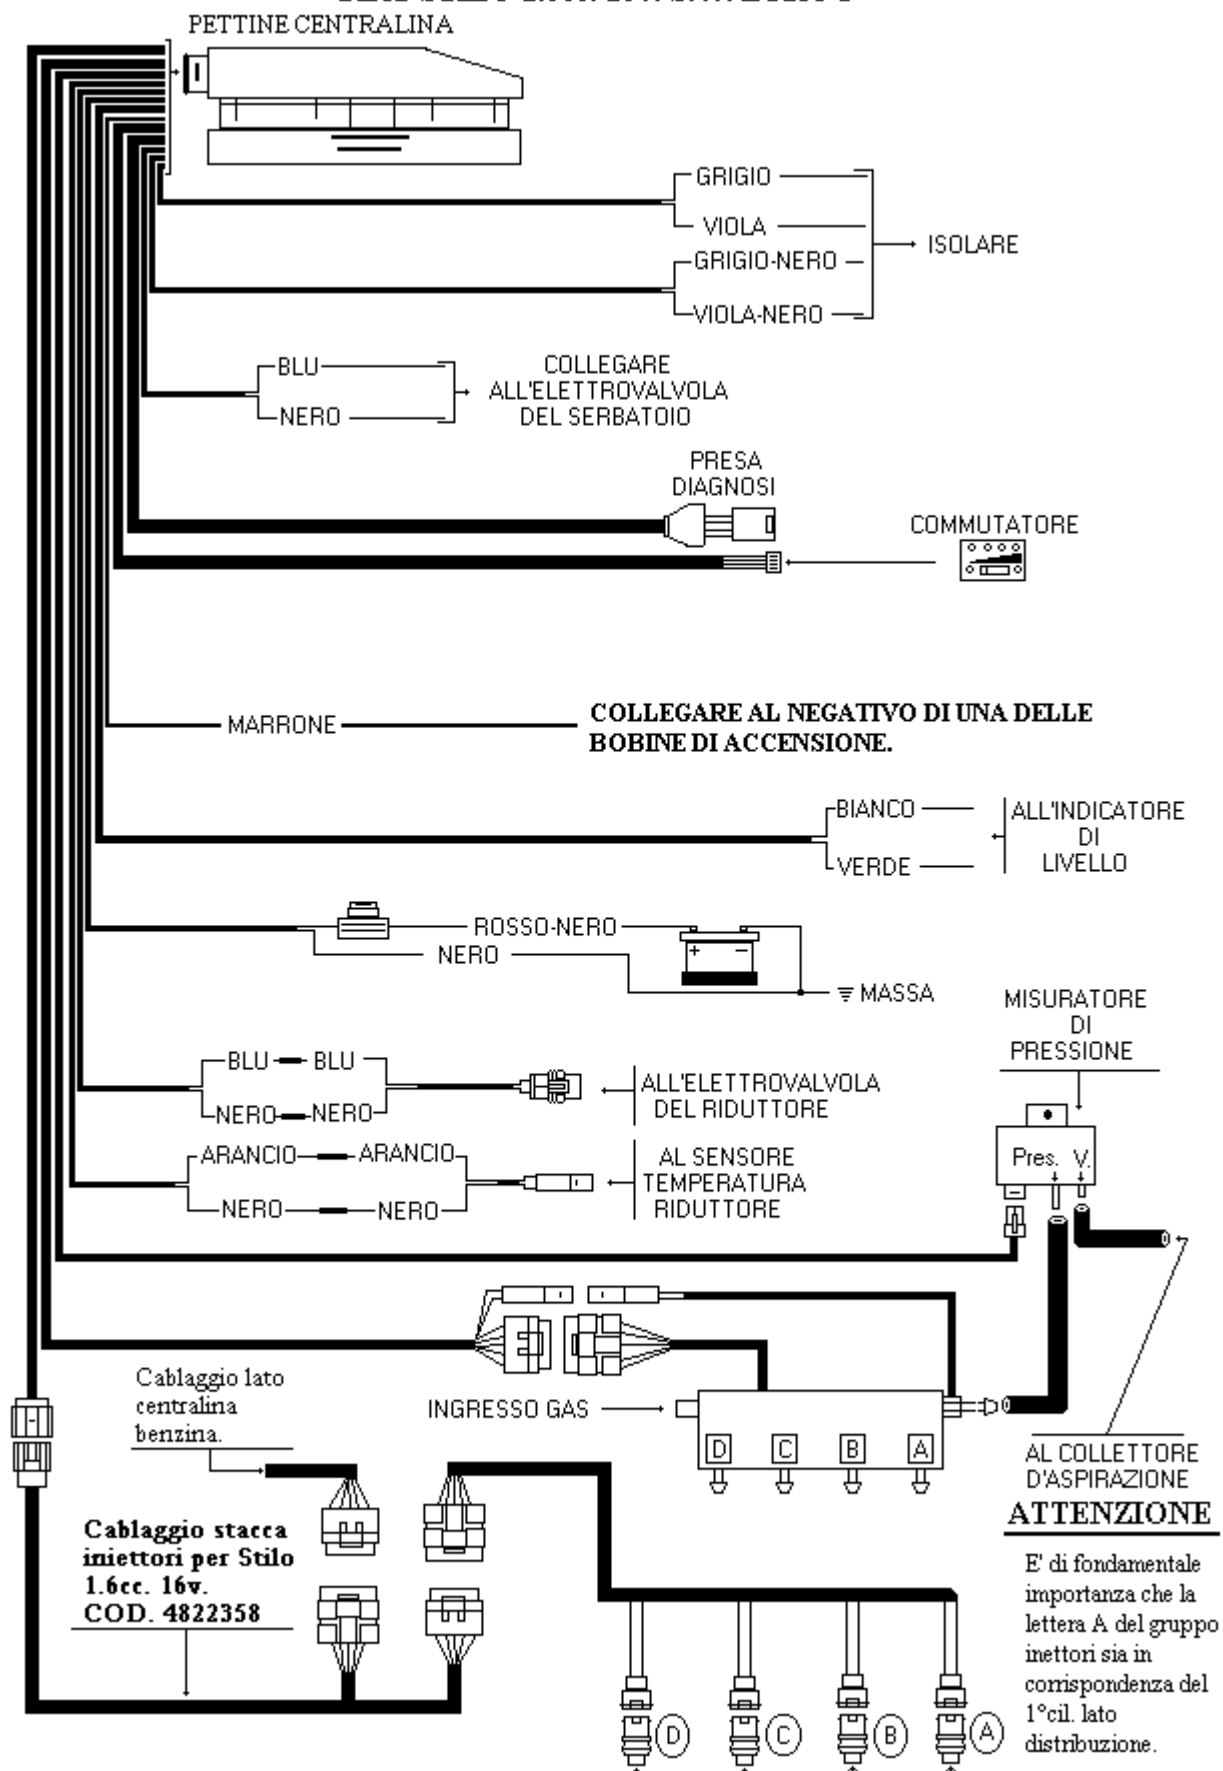 PETTINE CENTRALINA
GRIGIO
VIOLA
GRIGIO-NERO
VIOLA-NERO
ISOLARE
BLU
NERO
COLLEGARE
ALL'ELETTROVALVOLA
DEL SERBATOIO
PRESA
DIAGNOSI
COMMUTATORE
MARRONE
COLLEGARE AL NEGATIVO DI UNA DELLE
BOBINE DI ACCENSIONE.
BIANCO
VERDE
ALL'INDICATORE
DI
LIVELLO
ROSSO-NERO
NERO
+ −
MASSA
MISURATORE
DI
PRESSIONE
BLU BLU
NERO NERO
ALL'ELETTROVALVOLA
DEL RIDUTTORE
Pres. V.
ARANCIO ARANCIO
NERO NERO
AL SENSORE
TEMPERATURA
RIDUTTORE
Cablaggio lato
centralina
benzina.
INGRESSO GAS
D C B A
AL COLLETTORE
D'ASPIRAZIONE
ATTENZIONE
Cablaggio stacca
iniettori per Stilo
1.6cc. 16v.
COD. 4822358
E' di fondamentale
importanza che la
lettera A del gruppo
inettori sia in
corrispondenza del
1°cil. lato
distribuzione.
D C B A